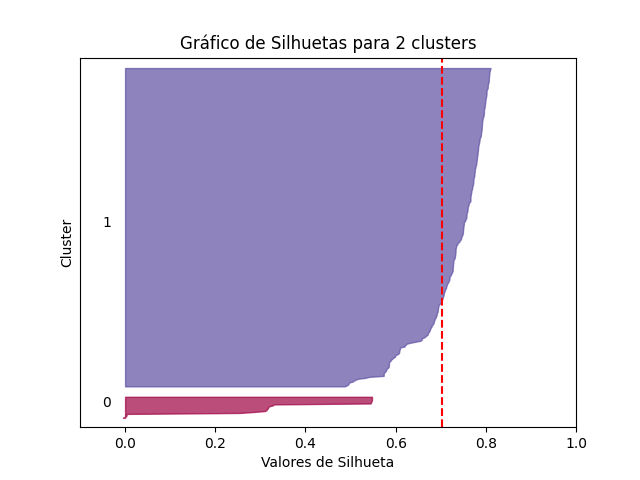 Gráfico de Silhuetas para 2 clusters
Cluster
1
0
0.0 0.2 0.4 0.6 0.8 1.0
Valores de Silhueta